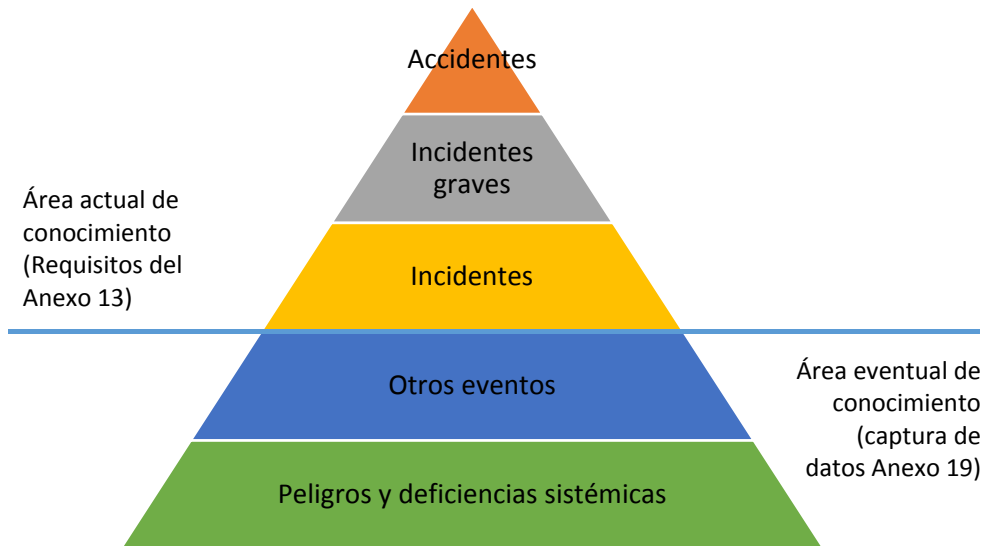 Accidentes
Incidentes
graves
Área actual de
conocimiento
(Requisitos del
Anexo 13)
Incidentes
Otros eventos
Área eventual de
conocimiento
(captura de
datos Anexo 19)
Peligros y deficiencias sistémicas